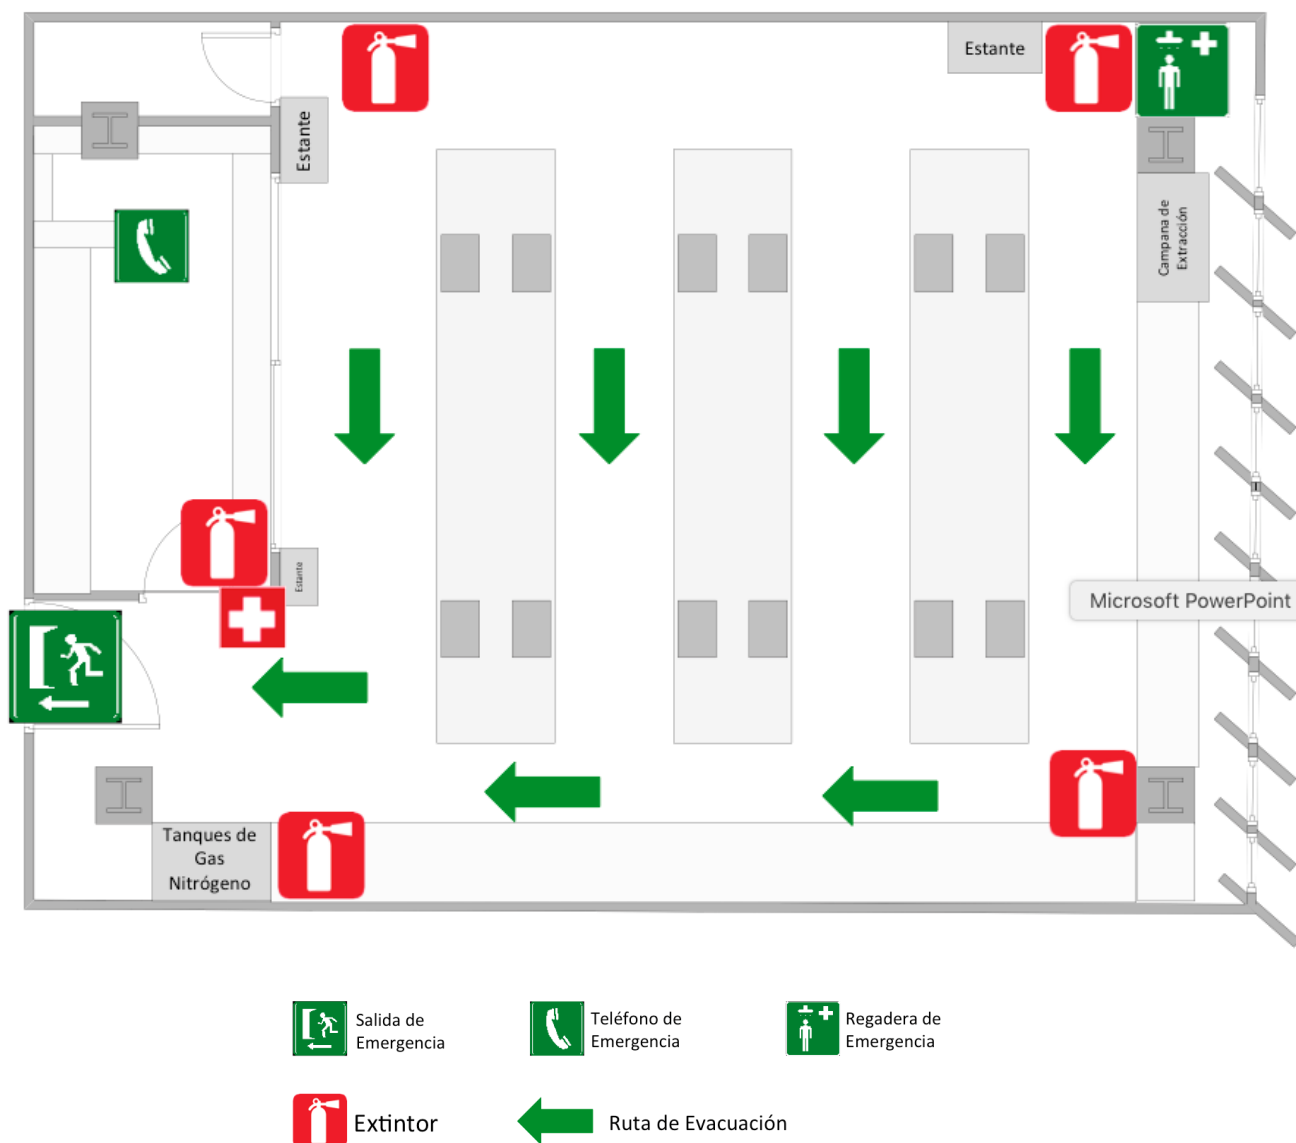 Estante
Estante
Campana de
Extracción
Estante
Microsoft PowerPoint
Tanques de
Gas
Nitrógeno
Salida de
Emergencia
Teléfono de
Emergencia
Regadera de
Emergencia
Extintor
Ruta de Evacuación